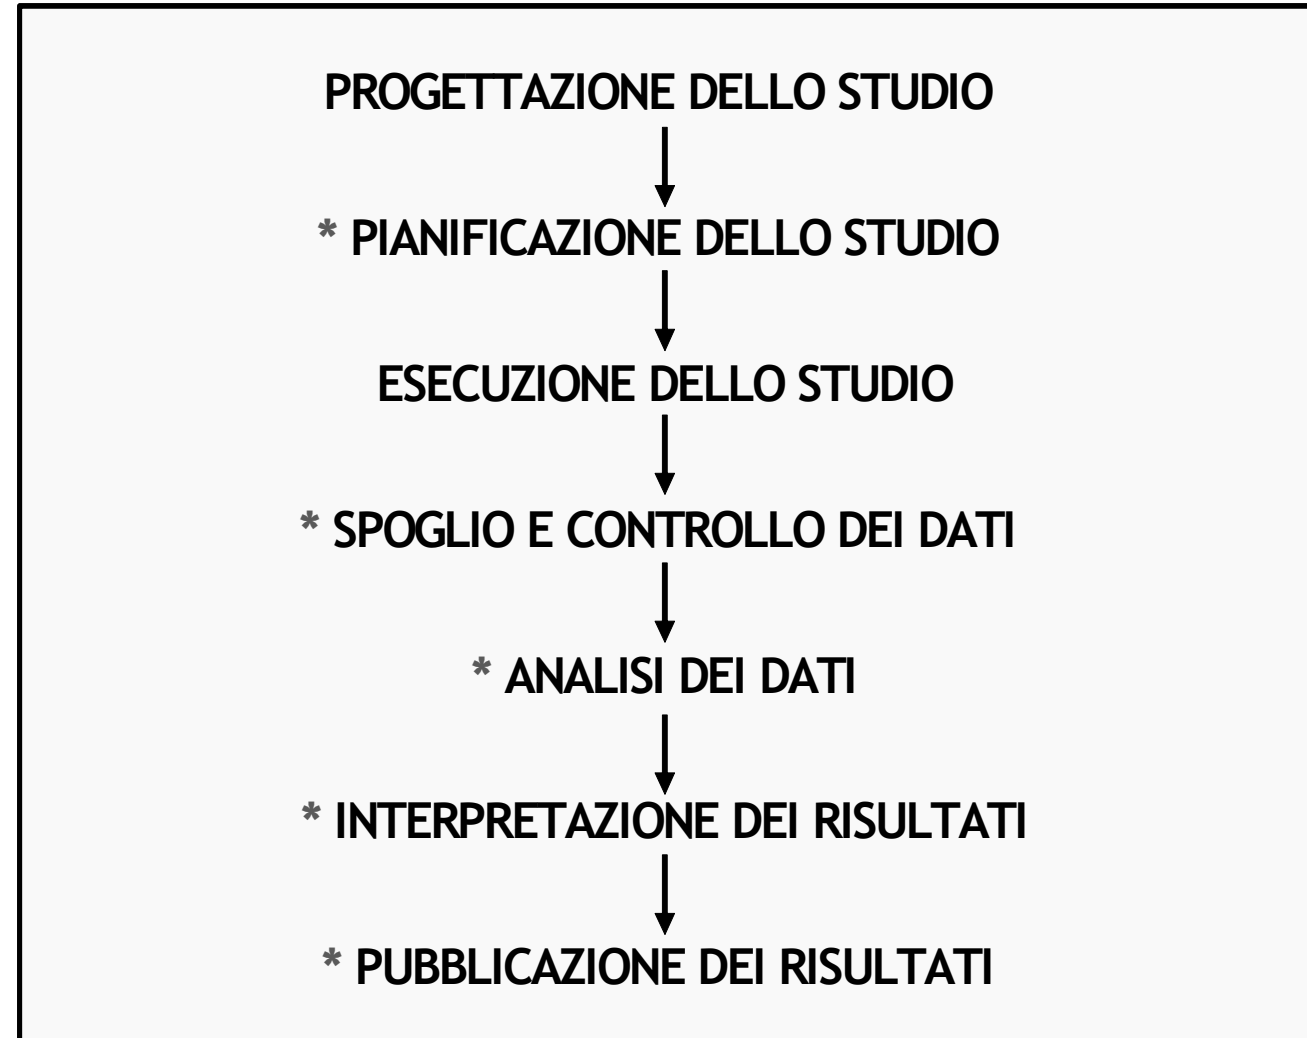 PROGETTAZIONE DELLO STUDIO
* PIANIFICAZIONE DELLO STUDIO
ESECUZIONE DELLO STUDIO
* SPOGLIO E CONTROLLO DEI DATI
* ANALISI DEI DATI
* INTERPRETAZIONE DEI RISULTATI
* PUBBLICAZIONE DEI RISULTATI